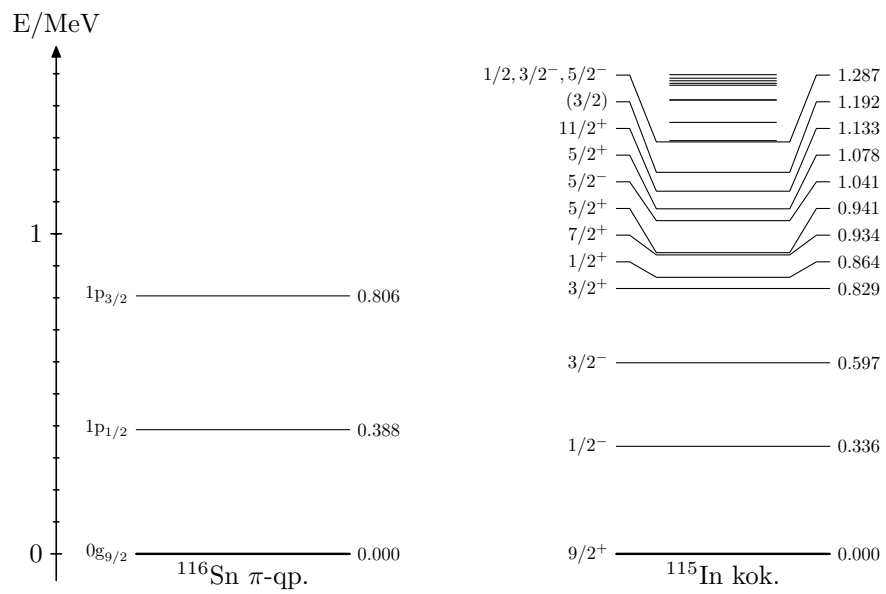 E/MeV
1
0
1p3/2 0.806
1p1/2 0.388
0g9/2 0.000
¹¹⁶Sn π-qp.
1/2, 3/2⁻, 5/2⁻ 1.287
(3/2) 1.192
11/2⁺ 1.133
5/2⁺ 1.078
5/2⁻ 1.041
5/2⁺ 0.941
7/2⁺ 0.934
1/2⁺ 0.864
3/2⁺ 0.829
3/2⁻ 0.597
1/2⁻ 0.336
9/2⁺ 0.000
¹¹⁵In kok.